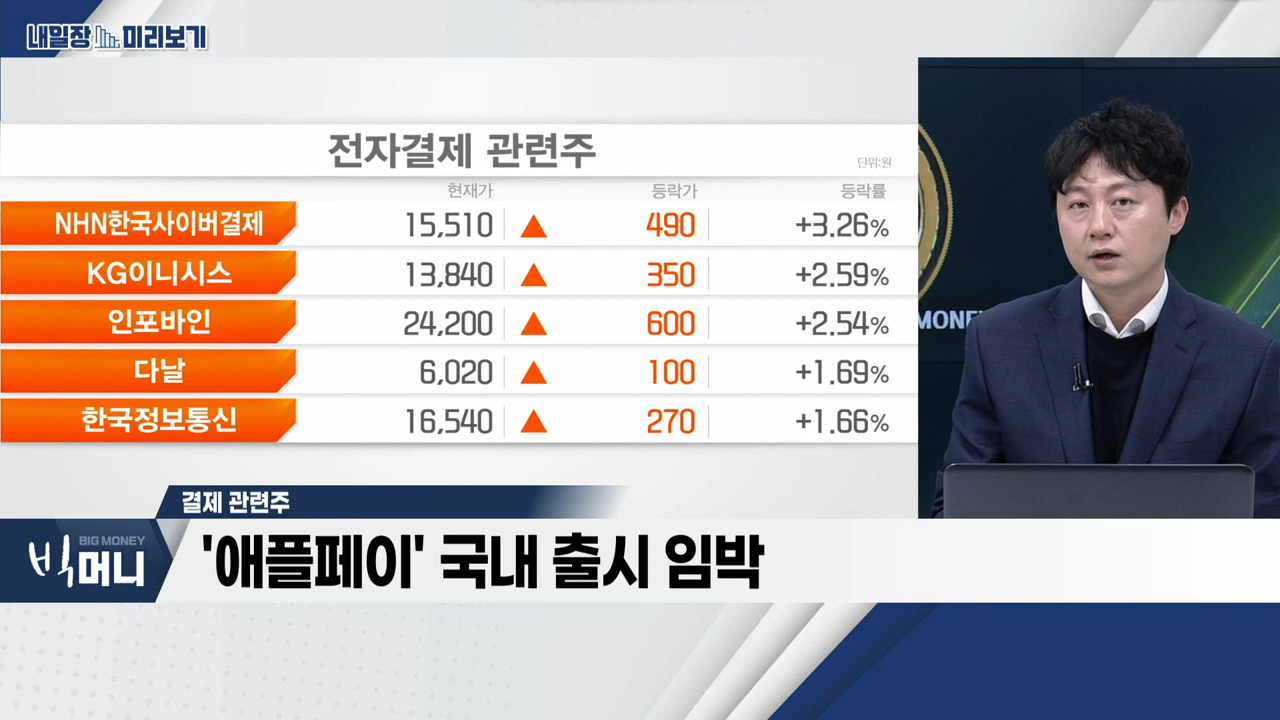 내일장 미리보기
전자결제 관련주
단위:원
현재가 등락가 등락률
NHN한국사이버결제 15,510 ▲ 490 +3.26%
KG이니시스 13,840 ▲ 350 +2.59%
인포바인 24,200 ▲ 600 +2.54%
다날 6,020 ▲ 100 +1.69%
한국정보통신 16,540 ▲ 270 +1.66%
MONEY
결제 관련주
BIG MONEY
빅머니
'애플페이' 국내 출시 임박